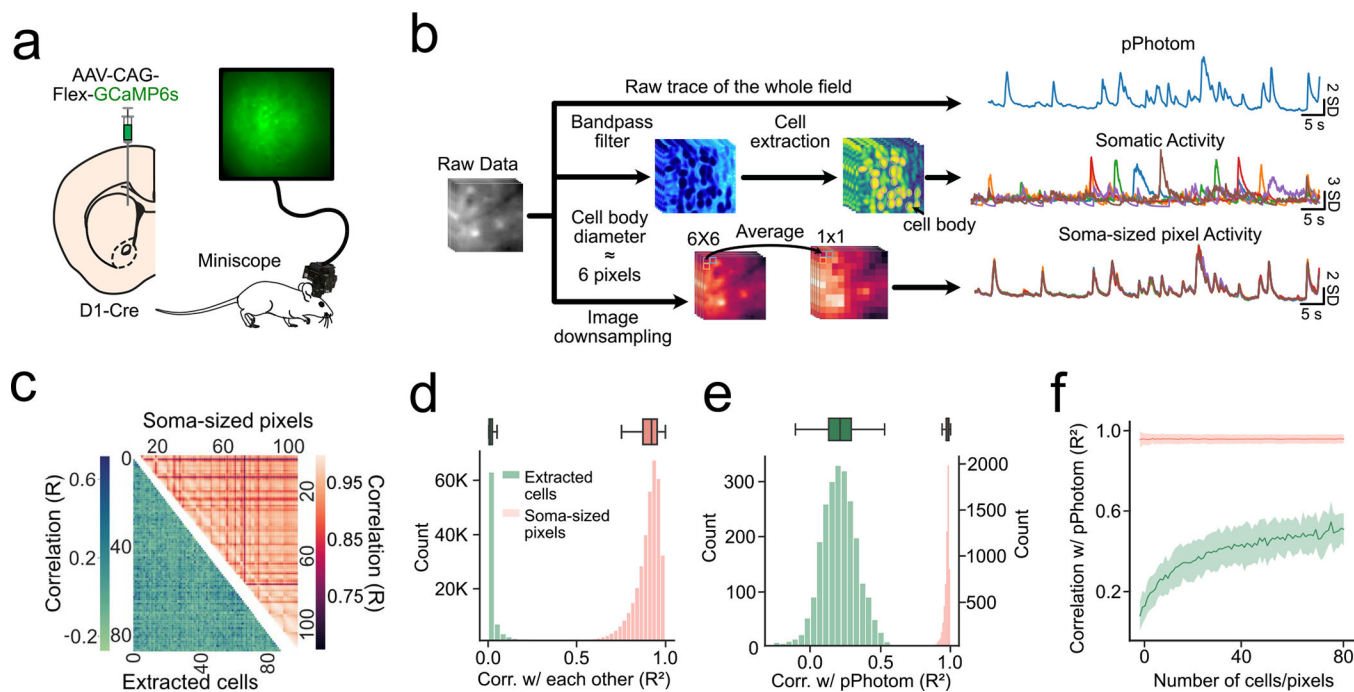 a
AAV-CAG-
Flex-GCaMP6s
D1-Cre
Miniscope
b
Raw Data
Raw trace of the whole field
Bandpass
filter
Cell
extraction
cell body
Cell body
diameter
≈
6 pixels
6X6
Average
1x1
Image
downsampling
pPhotom
2 SD
5 s
Somatic Activity
3 SD
5 s
Soma-sized pixel Activity
2 SD
5 s
c
Soma-sized pixels
20 60 100
Correlation (R)
0.6
0.2
-0.2
0
40
80
40
80
Extracted cells
20
60
100
0.95
0.85
0.75
Correlation (R)
d
Count
60K
40K
20K
Extracted
cells
Soma-sized
pixels
0.0 0.5 1.0
Corr. w/ each other (R²)
e
Count
300
200
100
0
2000
1500
1000
500
Count
0.0 0.5 1.0
Corr. w/ pPhotom (R²)
f
Correlation w/ pPhotom (R²)
1.0
0.6
0.2
0 40 80
Number of cells/pixels